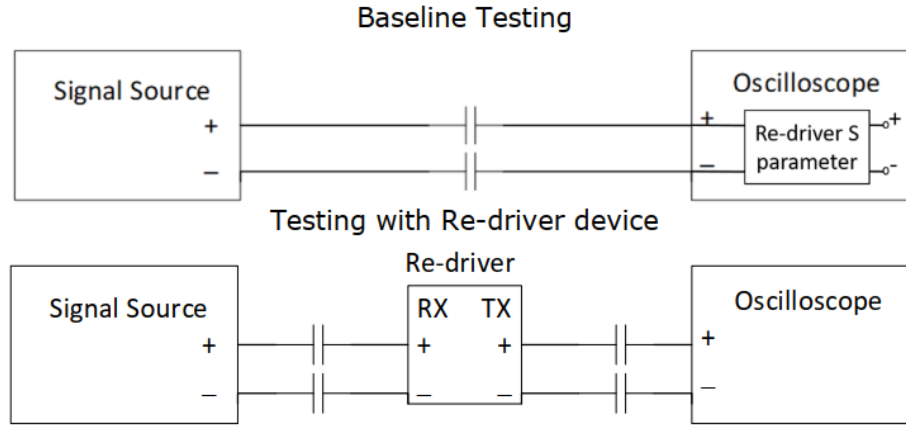 Baseline Testing
Signal Source
Oscilloscope
+
+
Re-driver S
parameter
+
−
−
-
Testing with Re-driver device
Re-driver
Signal Source
RX TX
Oscilloscope
+
+
+
+
−
−
−
−